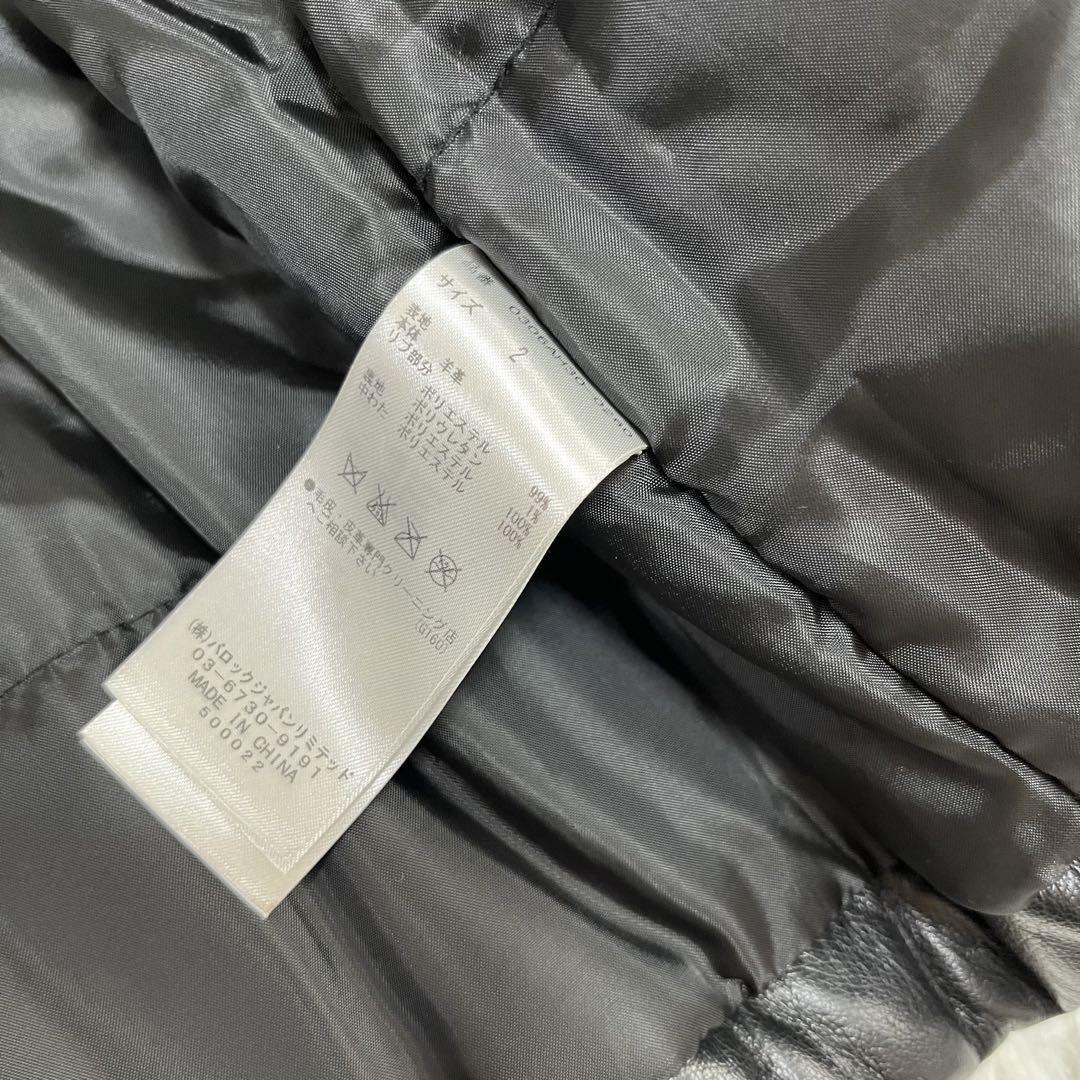 サイズ 2
表地
本体 羊革
リブ部分
表地 ポリエステル 99%
ポリウレタン 1%
ポリエステル 100%
中わた ポリエステル 100%
●毛皮・皮革専門クリーニング店
へご相談下さい
(G160)
(株)バロックジャパンリミテッド
03-6730-9191
MADE IN CHINA
500022